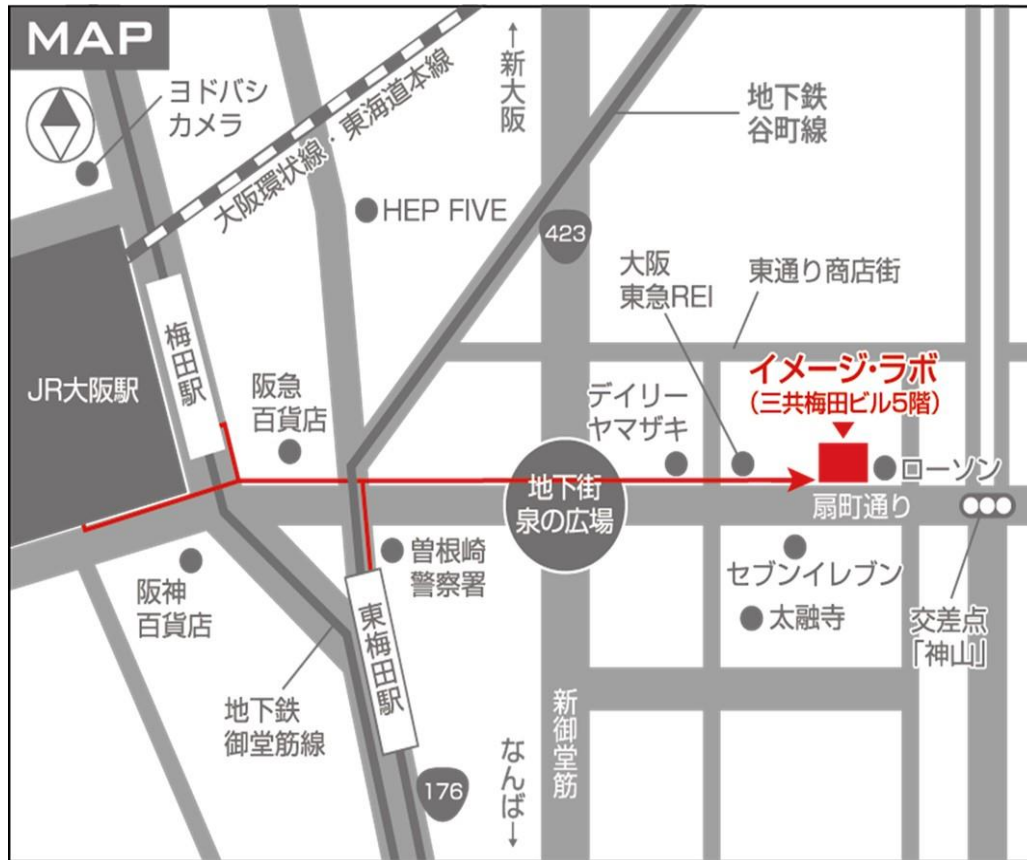 MAP
ヨドバシ
カメラ
大阪環状線・東海道本線
↑
新大阪
地下鉄
谷町線
HEP FIVE
423
大阪
東急REI
東通り商店街
JR大阪駅
梅田駅
阪急
百貨店
デイリー
ヤマザキ
イメージ・ラボ
(三共梅田ビル5階)
ローソン
地下街
泉の広場
扇町通り
阪神
百貨店
曽根崎
警察署
セブンイレブン
太融寺
交差点
「神山」
東梅田駅
地下鉄
御堂筋線
新御堂筋
176
なんば
↓